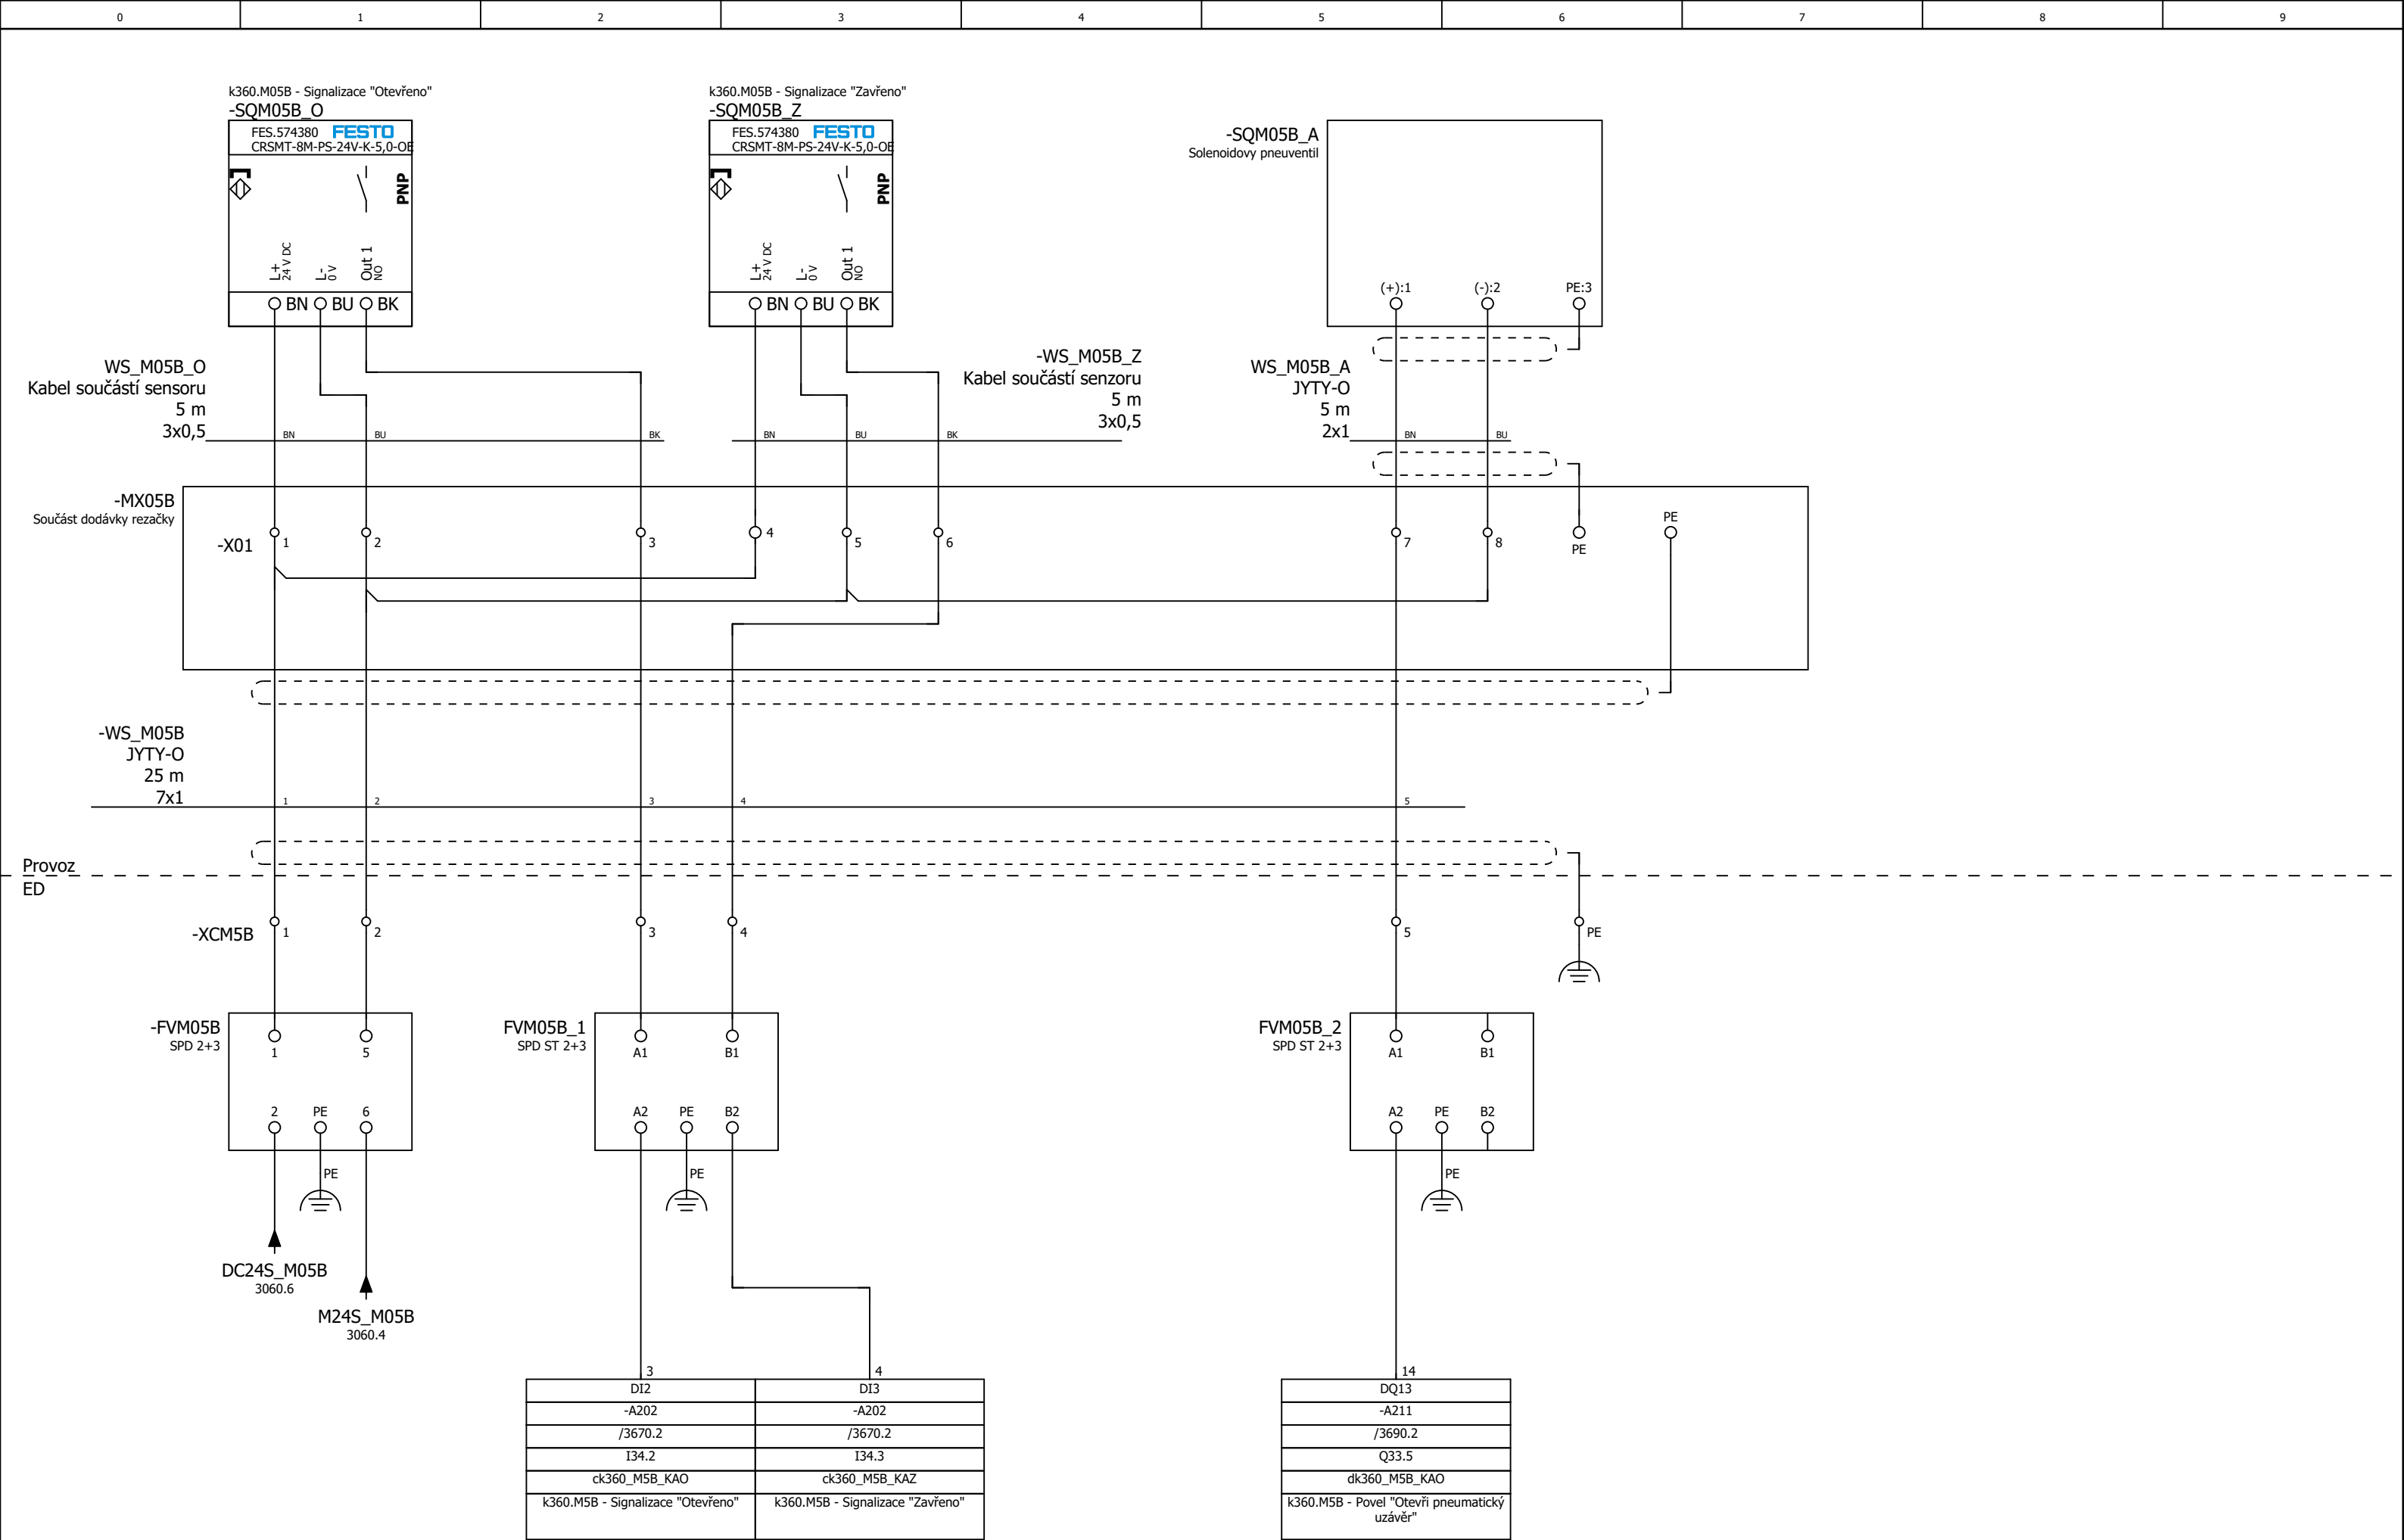 0 1 2 3 4 5 6 7 8 9
k360.M05B - Signalizace "Otevřeno"
-SQM05B_O
FES.574380 FESTO
CRSMT-8M-PS-24V-K-5,0-OE
PNP
L+
24 V DC
L-
0 V
Out 1
NO
BN BU BK
k360.M05B - Signalizace "Zavřeno"
-SQM05B_Z
FES.574380 FESTO
CRSMT-8M-PS-24V-K-5,0-OE
PNP
L+
24 V DC
L-
0 V
Out 1
NO
BN BU BK
-SQM05B_A
Solenoidovy pneuventil
(+):1 (-):2 PE:3
WS_M05B_O
Kabel součástí sensoru
5 m
3x0,5
BN BU BK
-WS_M05B_Z
Kabel součástí senzoru
5 m
3x0,5
BN BU BK
WS_M05B_A
JYTY-O
5 m
2x1
BN BU
-MX05B
Součást dodávky rezačky
-X01
1 2 3 4 5 6 7 8 PE PE
-WS_M05B
JYTY-O
25 m
7x1
1 2 3 4 5
Provoz
ED
-XCM5B
1 2 3 4 5 PE
-FVM05B
SPD 2+3
1 5
2 PE 6
PE
FVM05B_1
SPD ST 2+3
A1 B1
A2 PE B2
PE
FVM05B_2
SPD ST 2+3
A1 B1
A2 PE B2
PE
DC24S_M05B
3060.6
M24S_M05B
3060.4
3 4 14
DI2 DI3 DQ13
-A202 -A202 -A211
/3670.2 /3670.2 /3690.2
I34.2 I34.3 Q33.5
ck360_M5B_KAO ck360_M5B_KAZ dk360_M5B_KAO
k360.M5B - Signalizace "Otevřeno" k360.M5B - Signalizace "Zavřeno" k360.M5B - Povel "Otevři pneumatický
uzávěr"